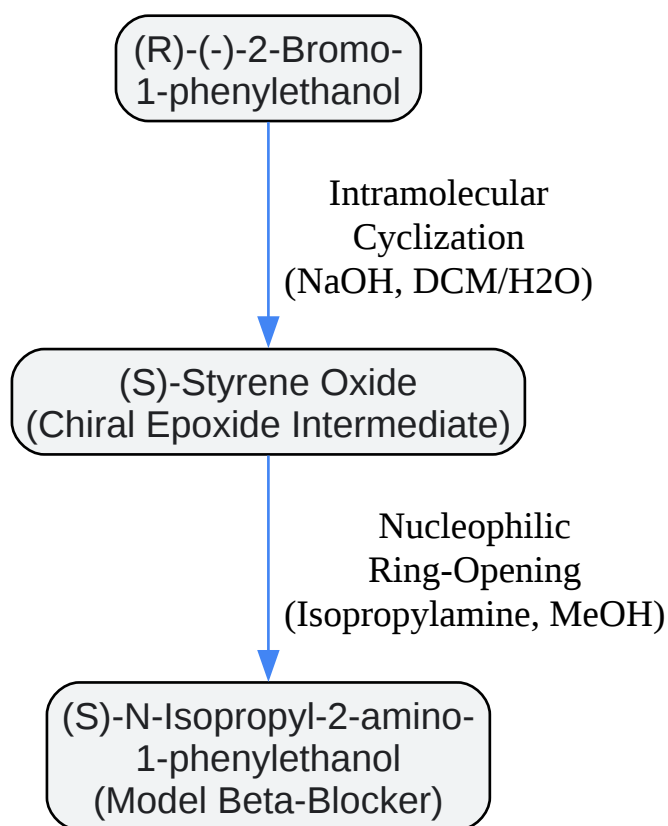 (R)-(-)-2-Bromo-
1-phenylethanol
Intramolecular
Cyclization
(NaOH, DCM/H2O)
(S)-Styrene Oxide
(Chiral Epoxide Intermediate)
Nucleophilic
Ring-Opening
(Isopropylamine, MeOH)
(S)-N-Isopropyl-2-amino-
1-phenylethanol
(Model Beta-Blocker)